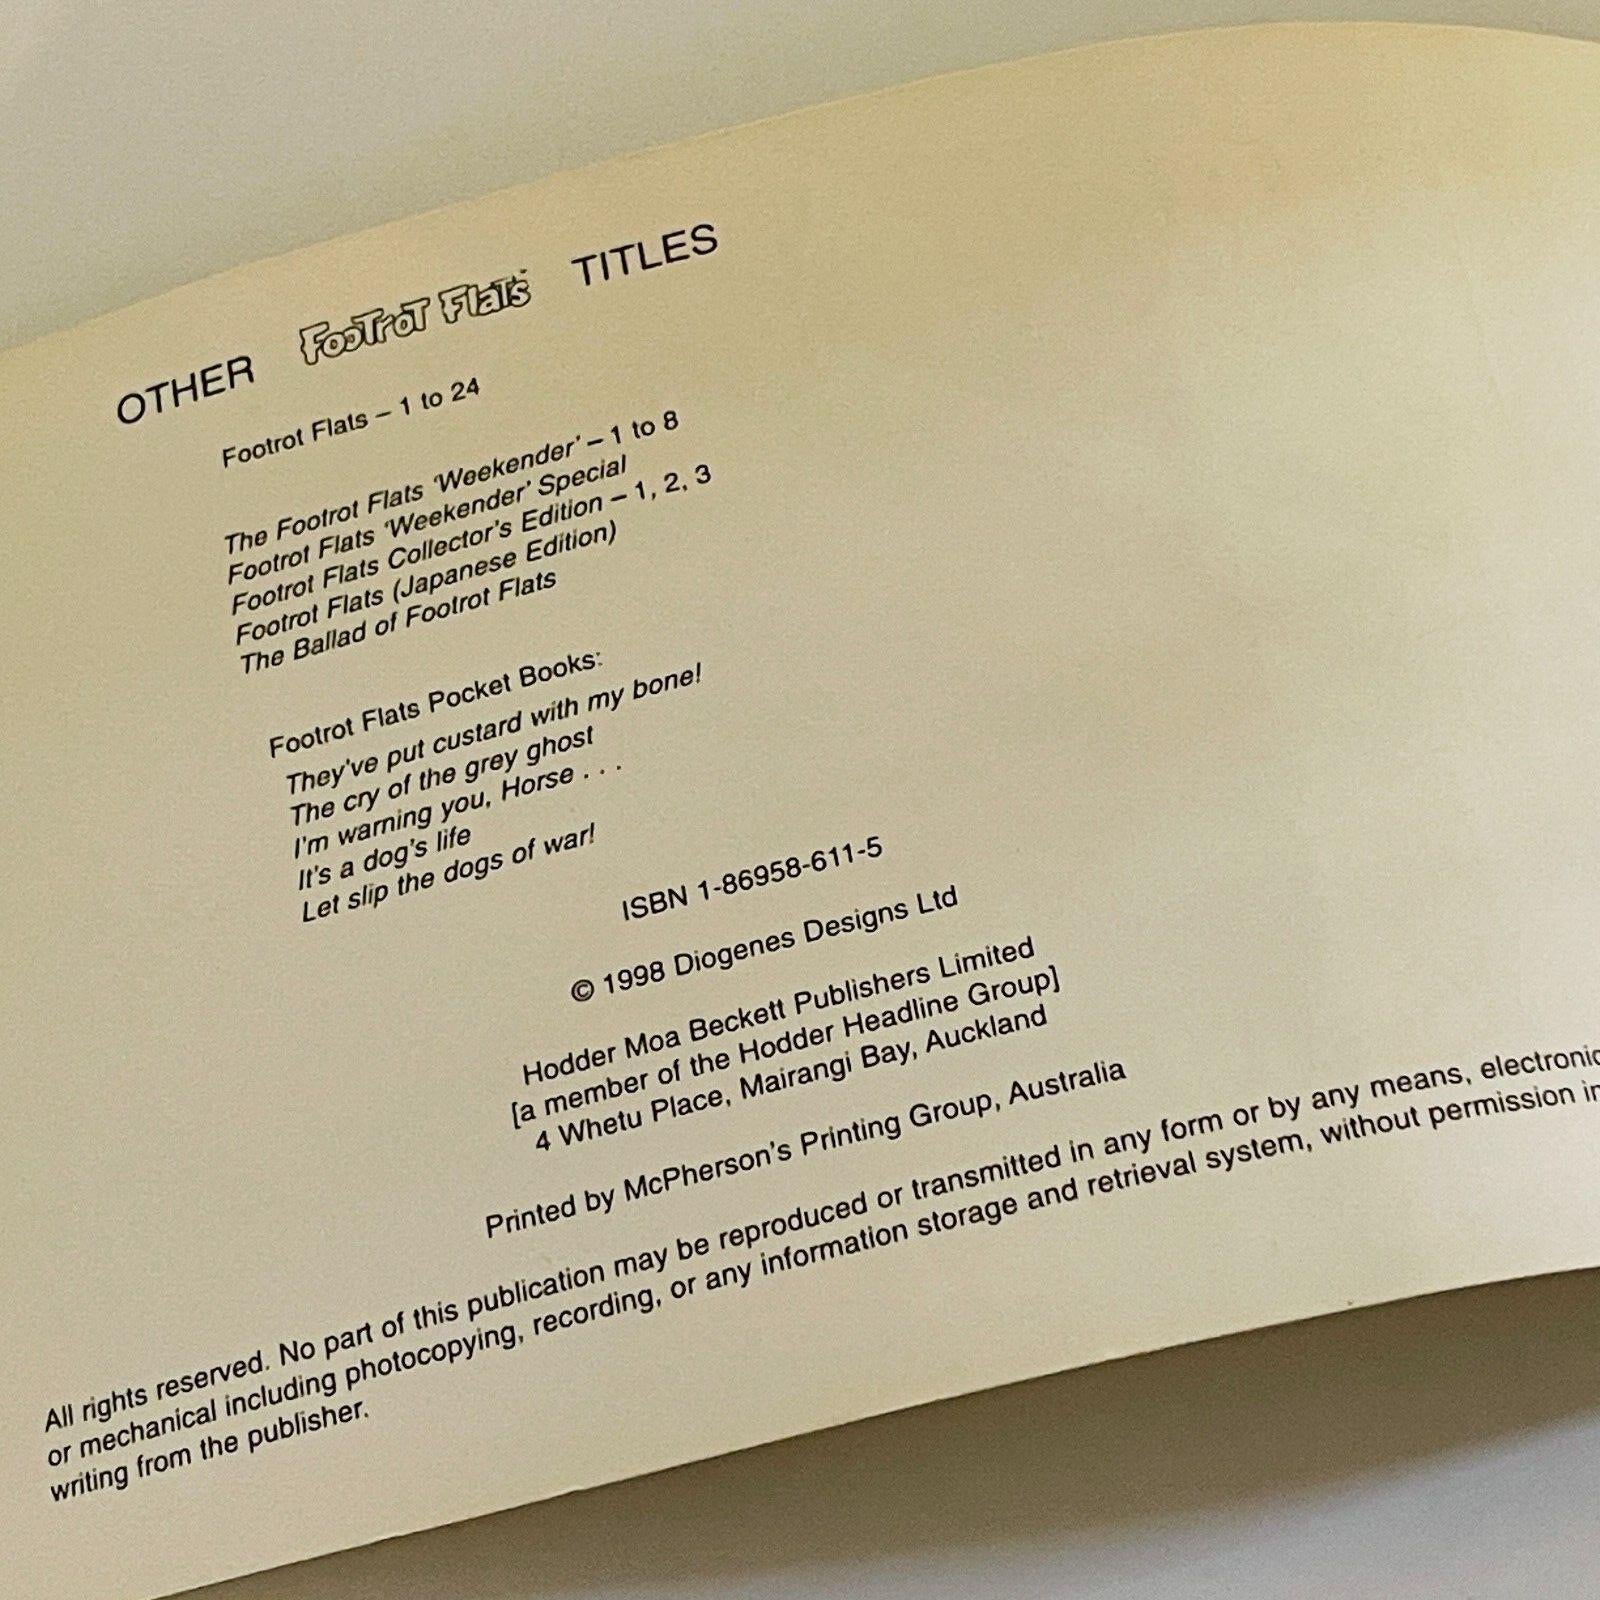 OTHER FooTroT FlaTs TITLES
Footrot Flats – 1 to 24
The Footrot Flats ‘Weekender’ – 1 to 8
Footrot Flats ‘Weekender’ Special
Footrot Flats Collector’s Edition – 1, 2, 3
Footrot Flats (Japanese Edition)
The Ballad of Footrot Flats
Footrot Flats Pocket Books:
They’ve put custard with my bone!
The cry of the grey ghost
I’m warning you, Horse . . .
It’s a dog’s life
Let slip the dogs of war!
ISBN 1-86958-611-5
© 1998 Diogenes Designs Ltd
Hodder Moa Beckett Publishers Limited
[a member of the Hodder Headline Group]
4 Whetu Place, Mairangi Bay, Auckland
Printed by McPherson’s Printing Group, Australia
All rights reserved. No part of this publication may be reproduced or transmitted in any form or by any means, electronic
or mechanical including photocopying, recording, or any information storage and retrieval system, without permission in
writing from the publisher.